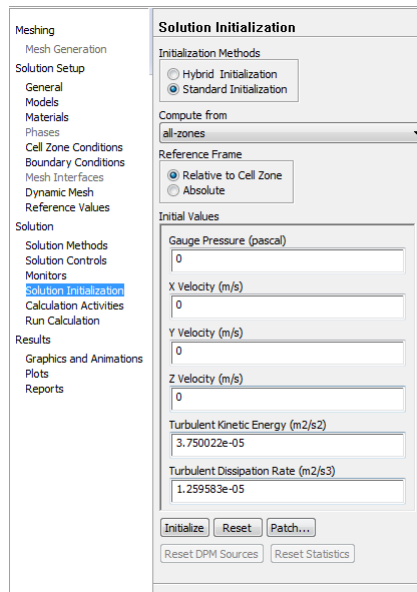 Meshing
Mesh Generation
Solution Setup
General
Models
Materials
Phases
Cell Zone Conditions
Boundary Conditions
Mesh Interfaces
Dynamic Mesh
Reference Values
Solution
Solution Methods
Solution Controls
Monitors
Solution Initialization
Calculation Activities
Run Calculation
Results
Graphics and Animations
Plots
Reports
Solution Initialization
Initialization Methods
Hybrid Initialization
Standard Initialization
Compute from
all-zones
Reference Frame
Relative to Cell Zone
Absolute
Initial Values
Gauge Pressure (pascal)
0
X Velocity (m/s)
0
Y Velocity (m/s)
0
Z Velocity (m/s)
0
Turbulent Kinetic Energy (m2/s2)
3.750022e-05
Turbulent Dissipation Rate (m2/s3)
1.259583e-05
Initialize Reset Patch...
Reset DPM Sources Reset Statistics